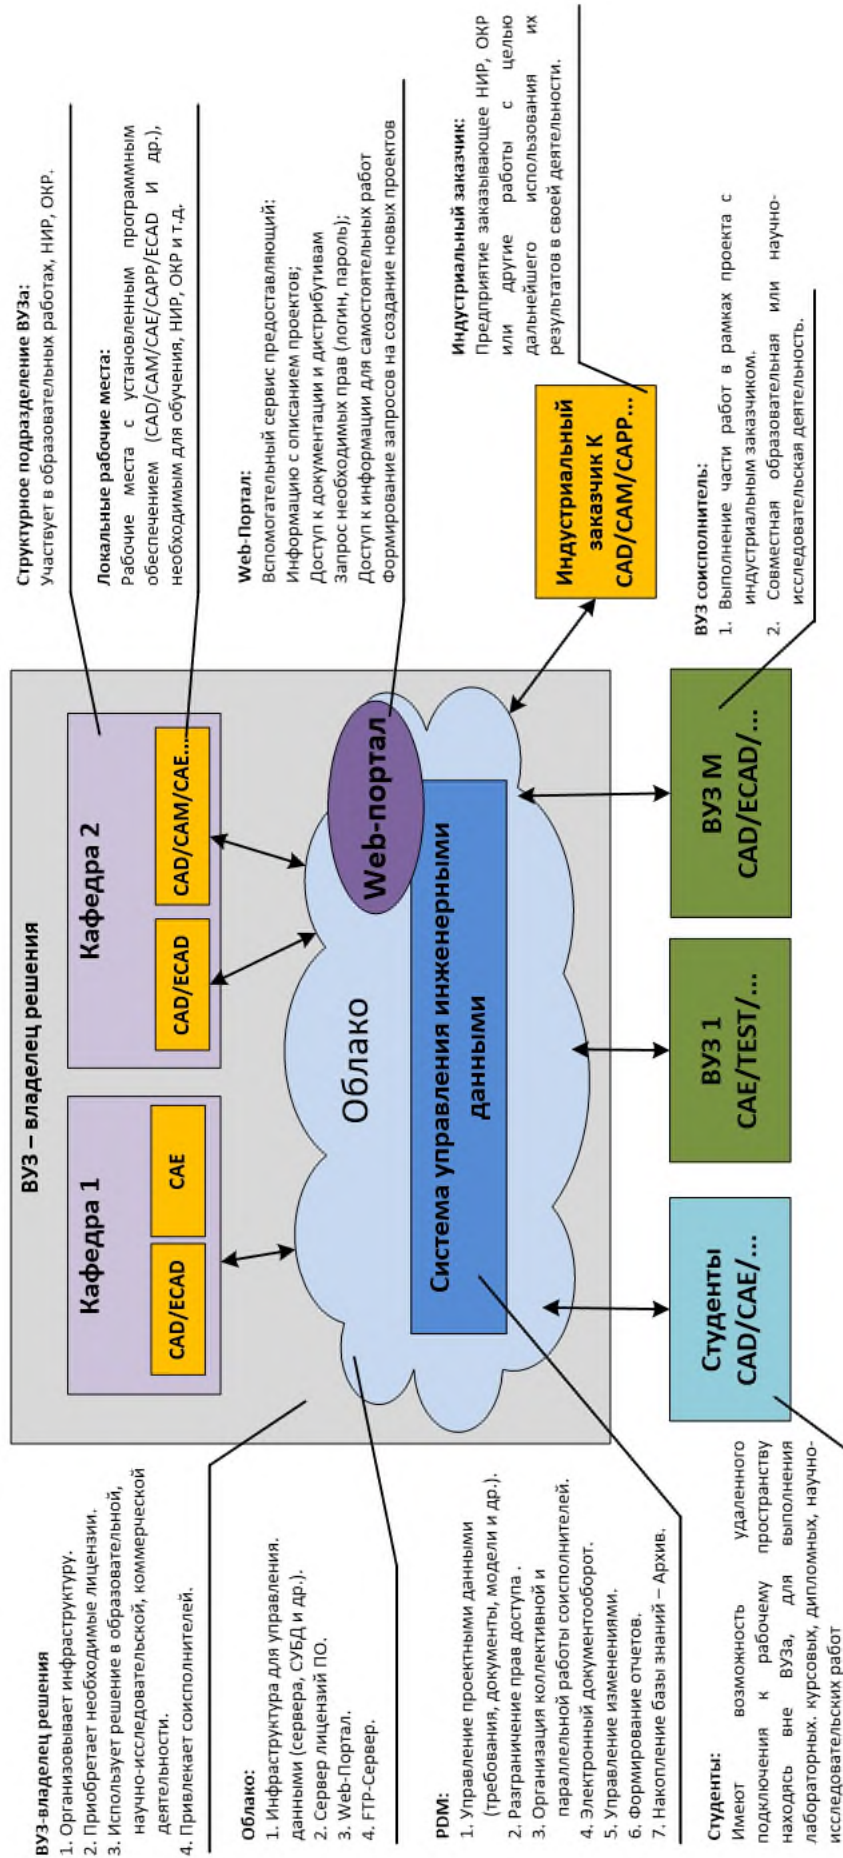 ВУЗ-владелец решения
1. Организовывает инфраструктуру.
2. Приобретает необходимые лицензии.
3. Использует решение в образовательной,
научно-исследовательской, коммерческой
деятельности.
4. Привлекает соисполнителей.
Облако:
1. Инфраструктура для управления.
данными (сервера, СУБД и др.).
2. Сервер лицензий ПО.
3. Web-Портал.
4. FTP-Сервер.
PDM:
1. Управление проектными данными
(требования, документы, модели и др.).
2. Разграничение прав доступа .
3. Организация коллективной и
параллельной работы соисполнителей.
4. Электронный документооборот.
5. Управление изменениями.
6. Формирование отчетов.
7. Накопление базы знаний – Архив.
Студенты:
Имеют возможность удаленного
подключения к рабочему пространству
находясь вне ВУЗа, для выполнения
лабораторных. курсовых, дипломных, научно-
исследовательских работ
ВУЗ – владелец решения
Кафедра 1
CAD/ECAD
CAE
Кафедра 2
CAD/ECAD
CAD/CAM/CAE...
Облако
Web-портал
Система управления инженерными
данными
Студенты
CAD/CAE/...
ВУЗ 1
CAE/TEST/...
ВУЗ М
CAD/ECAD/...
Индустриальный
заказчик К
CAD/CAM/CAPP...
Структурное подразделение ВУЗа:
Участвует в образовательных работах, НИР, ОКР.
Локальные рабочие места:
Рабочие места с установленным программным
обеспечением (CAD/CAM/CAE/CAPP/ECAD и др.),
необходимым для обучения, НИР, ОКР и т.д.
Web-Портал:
Вспомогательный сервис предоставляющий:
Информацию с описанием проектов;
Доступ к документации и дистрибутивам
Запрос необходимых прав (логин, пароль);
Доступ к информации для самостоятельных работ
Формирование запросов на создание новых проектов
Индустриальный заказчик:
Предприятие заказывающее НИР, ОКР
или другие работы с целью
дальнейшего использования их
результатов в своей деятельности.
ВУЗ соисполнитель:
1. Выполнение части работ в рамках проекта с
индустриальным заказчиком.
2. Совместная образовательная или научно-
исследовательская деятельность.